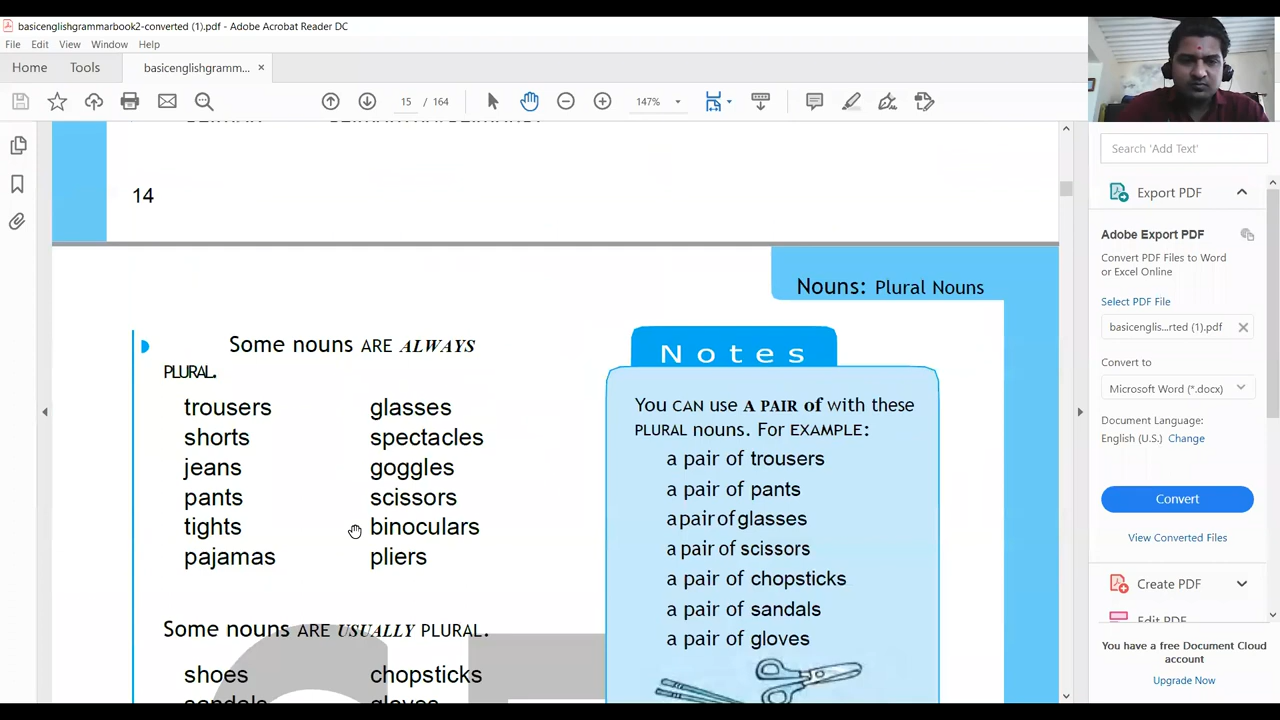 basicenglishgrammarbook2-converted (1).pdf - Adobe Acrobat Reader DC
File Edit View Window Help
Home Tools basicenglishgramm... ×
15 / 164 147%
14
Nouns: Plural Nouns
Some nouns ARE ALWAYS
PLURAL.
trousers glasses
shorts spectacles
jeans goggles
pants scissors
tights binoculars
pajamas pliers
Some nouns ARE USUALLY PLURAL.
shoes chopsticks
sandals gloves
Notes
You CAN use A PAIR of with these
PLURAL nouns. For EXAMPLE:
a pair of trousers
a pair of pants
a pair of glasses
a pair of scissors
a pair of chopsticks
a pair of sandals
a pair of gloves
Search 'Add Text'
Export PDF
Adobe Export PDF
Convert PDF Files to Word
or Excel Online
Select PDF File
basicenglis...rted (1).pdf
Convert to
Microsoft Word (*.docx)
Document Language:
English (U.S.) Change
Convert
View Converted Files
Create PDF
Edit PDF
You have a free Document Cloud
account
Upgrade Now